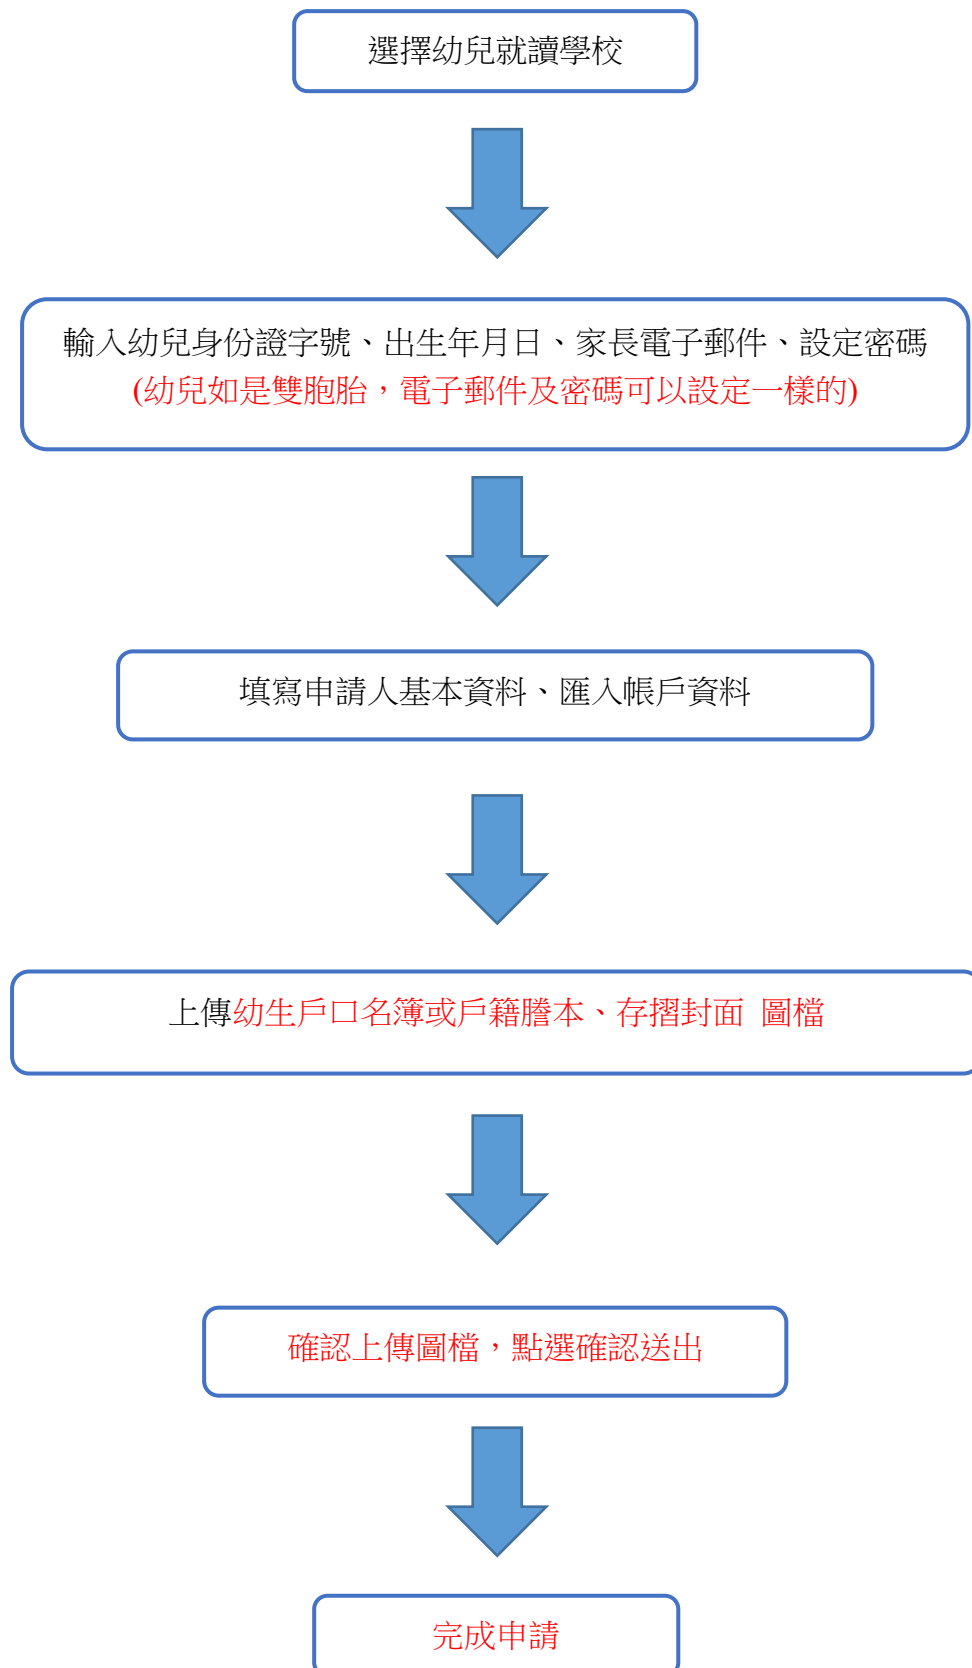 選擇幼兒就讀學校
輸入幼兒身份證字號、出生年月日、家長電子郵件、設定密碼
(幼兒如是雙胞胎，電子郵件及密碼可以設定一樣的)
填寫申請人基本資料、匯入帳戶資料
上傳幼生戶口名簿或戶籍謄本、存摺封面 圖檔
確認上傳圖檔，點選確認送出
完成申請